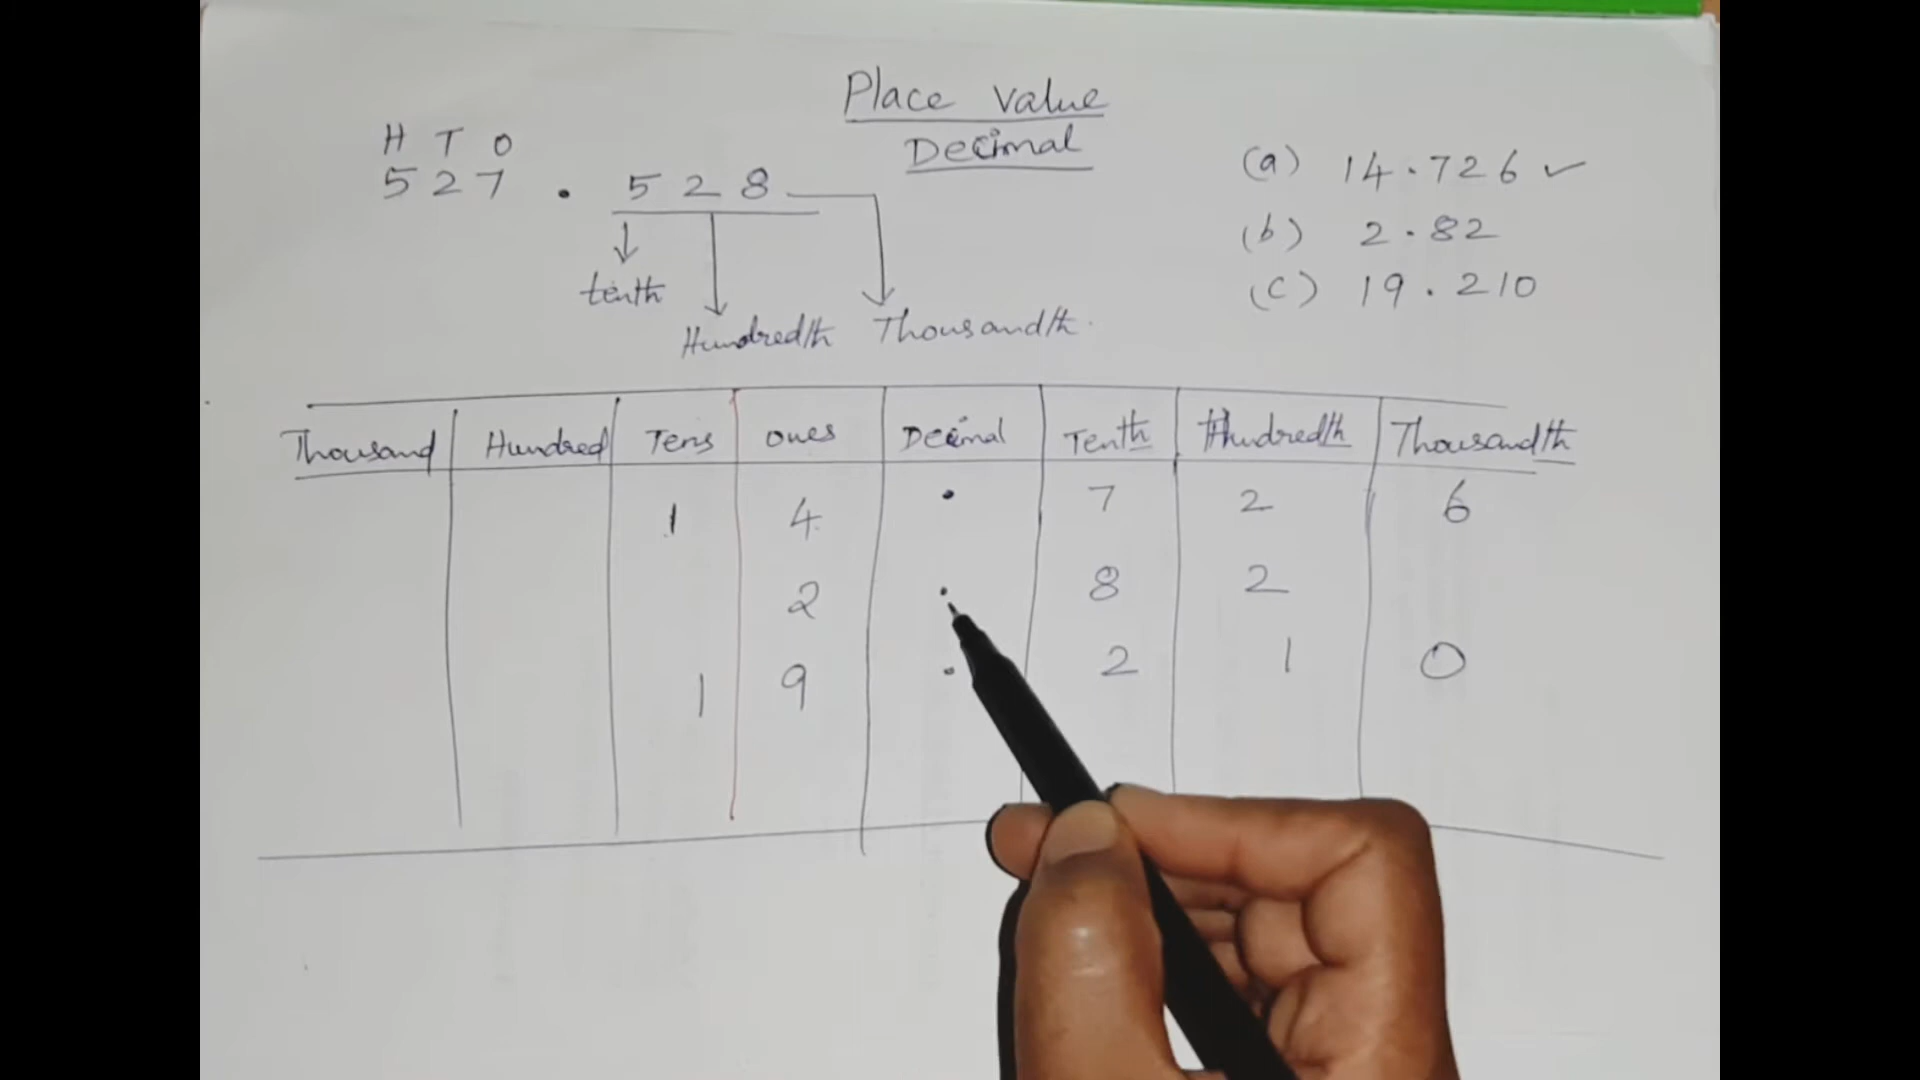 Place Value
Decimal
H T O
527 . 528
tenth
Hundredth Thousandth
(a) 14.726 ✓
(b) 2.82
(c) 19.210
Thousand Hundred Tens Ones Decimal Tenth Hundredth Thousandth
1 4 . 7 2 6
2 . 8 2
1 9 . 2 1 0